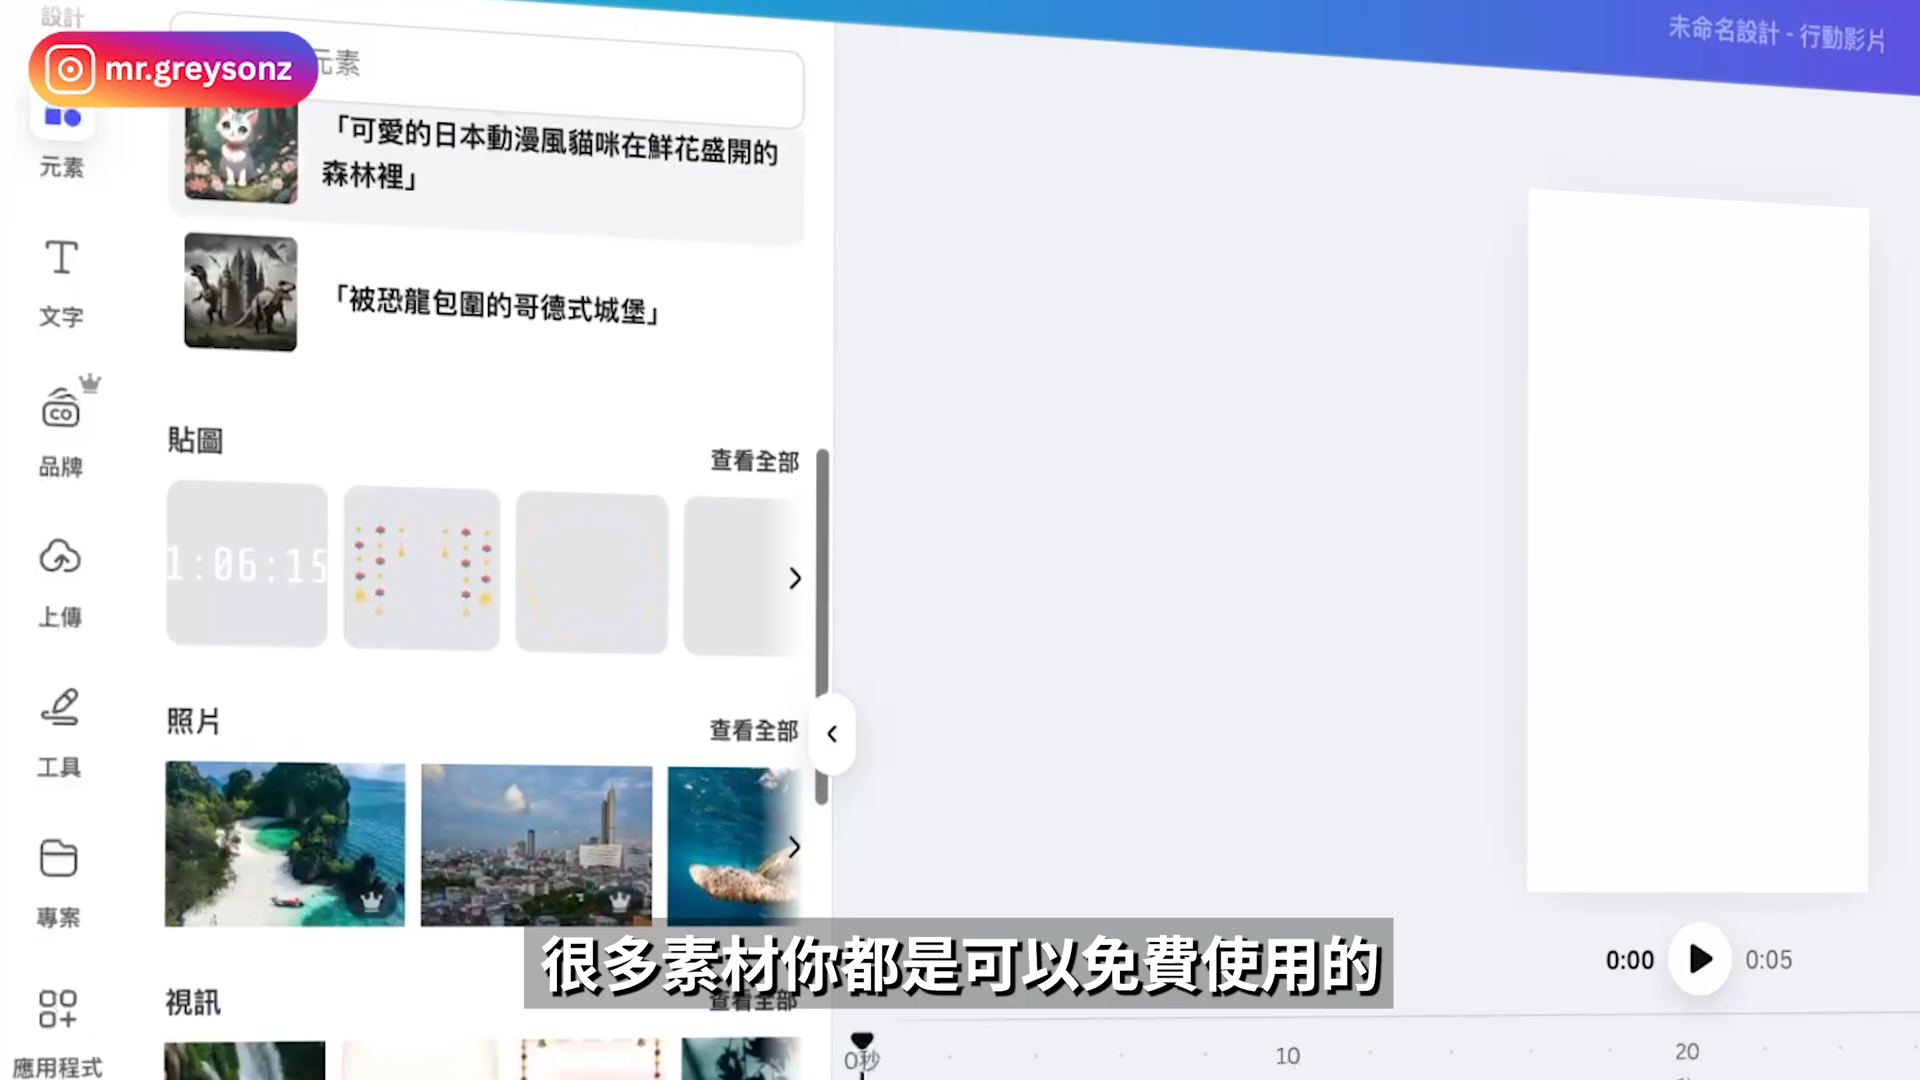 設計
mr.greysonz
元素
未命名設計 - 行動影片
元素
「可愛的日本動漫風貓咪在鮮花盛開的
森林裡」
文字
「被恐龍包圍的哥德式城堡」
CO
品牌
貼圖
查看全部
1:06:15
上傳
照片
查看全部
工具
專案
很多素材你都是可以免費使用的
0:00
0:05
視訊
查看全部
應用程式
0秒
10
20